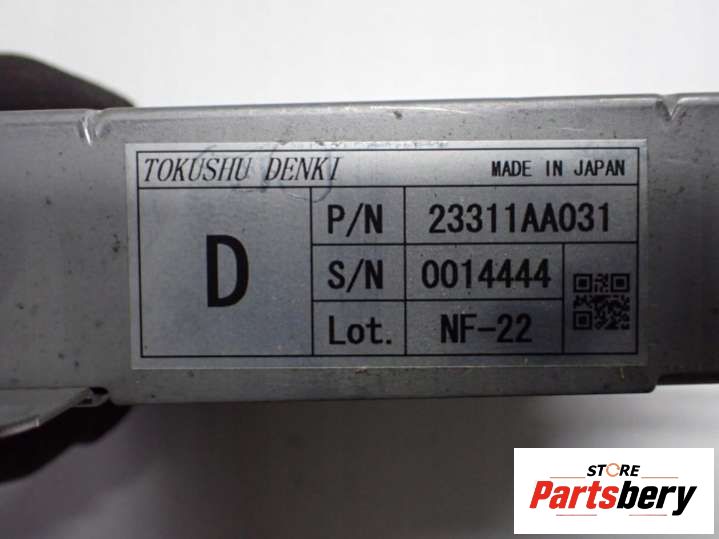 TOKUSHU DENKI MADE IN JAPAN
D
P/N 23311AA031
S/N 0014444
Lot. NF-22
STORE
Partsbery